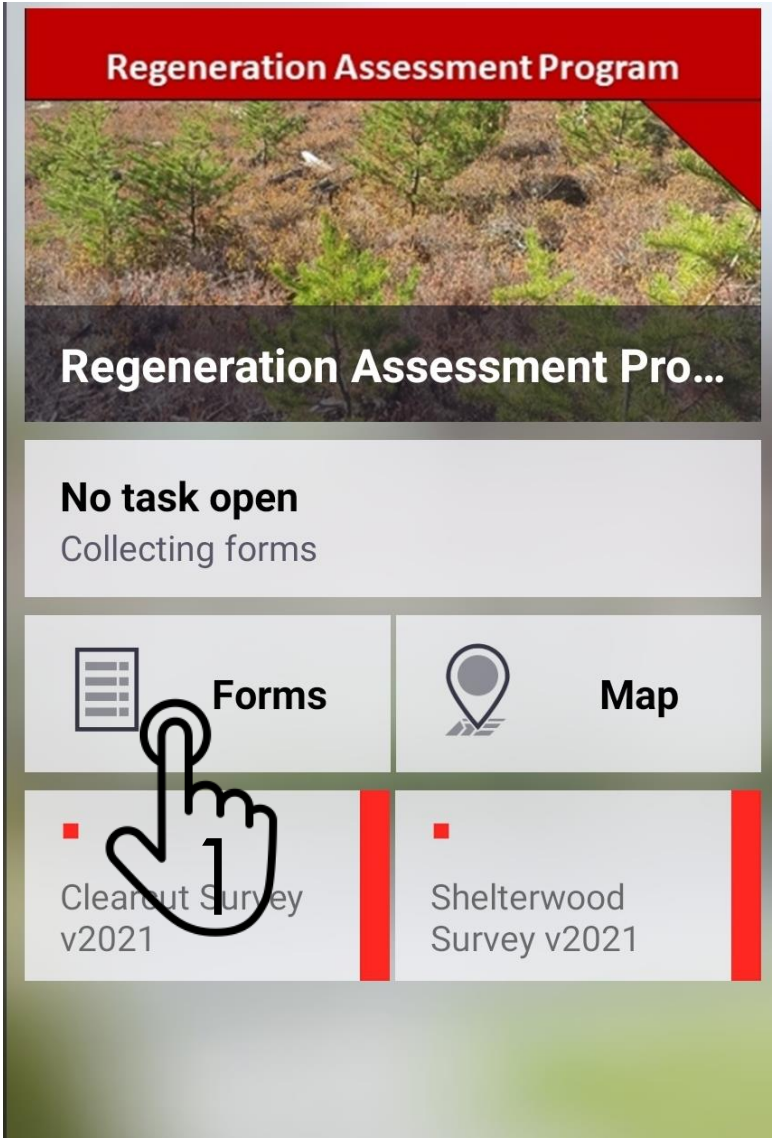 Regeneration Assessment Program
Regeneration Assessment Pro...
No task open
Collecting forms
Forms
Map
1
Clearcut Survey
v2021
Shelterwood
Survey v2021